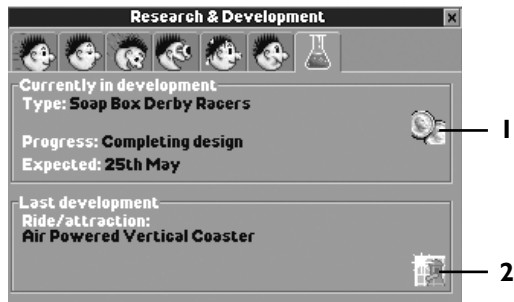 Research & Development
Currently in development
Type: Soap Box Derby Racers
Progress: Completing design
Expected: 25th May
1
Last development
Ride/attraction:
Air Powered Vertical Coaster
2